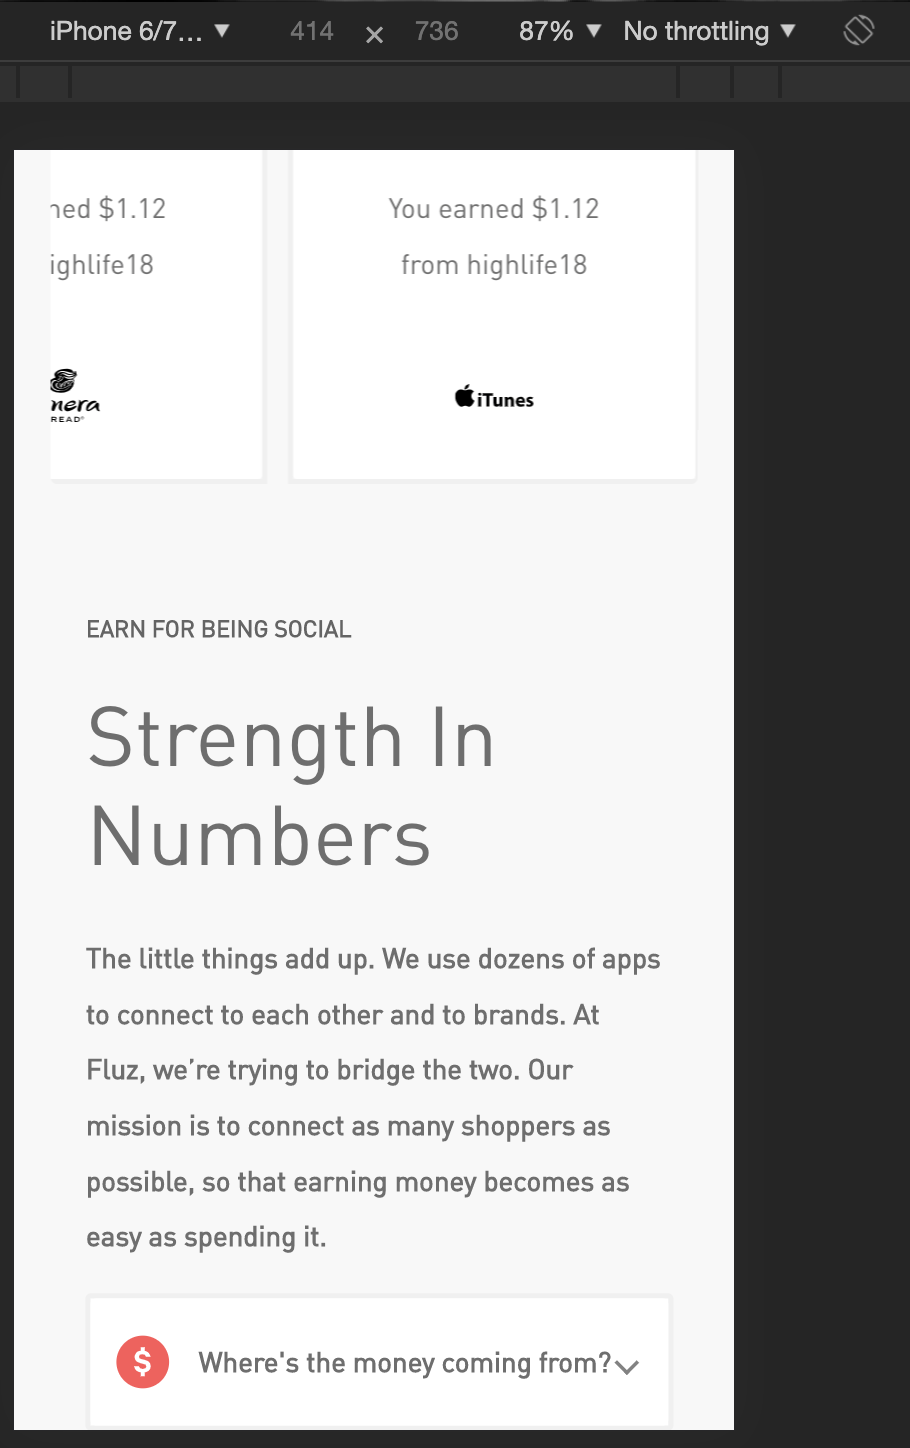 iPhone 6/7... ▼ 414 × 736 87% ▼ No throttling ▼
ned $1.12
You earned $1.12
ighlife18
from highlife18
nera
READ®
iTunes
EARN FOR BEING SOCIAL
Strength In
Numbers
The little things add up. We use dozens of apps
to connect to each other and to brands. At
Fluz, we’re trying to bridge the two. Our
mission is to connect as many shoppers as
possible, so that earning money becomes as
easy as spending it.
$ Where's the money coming from?